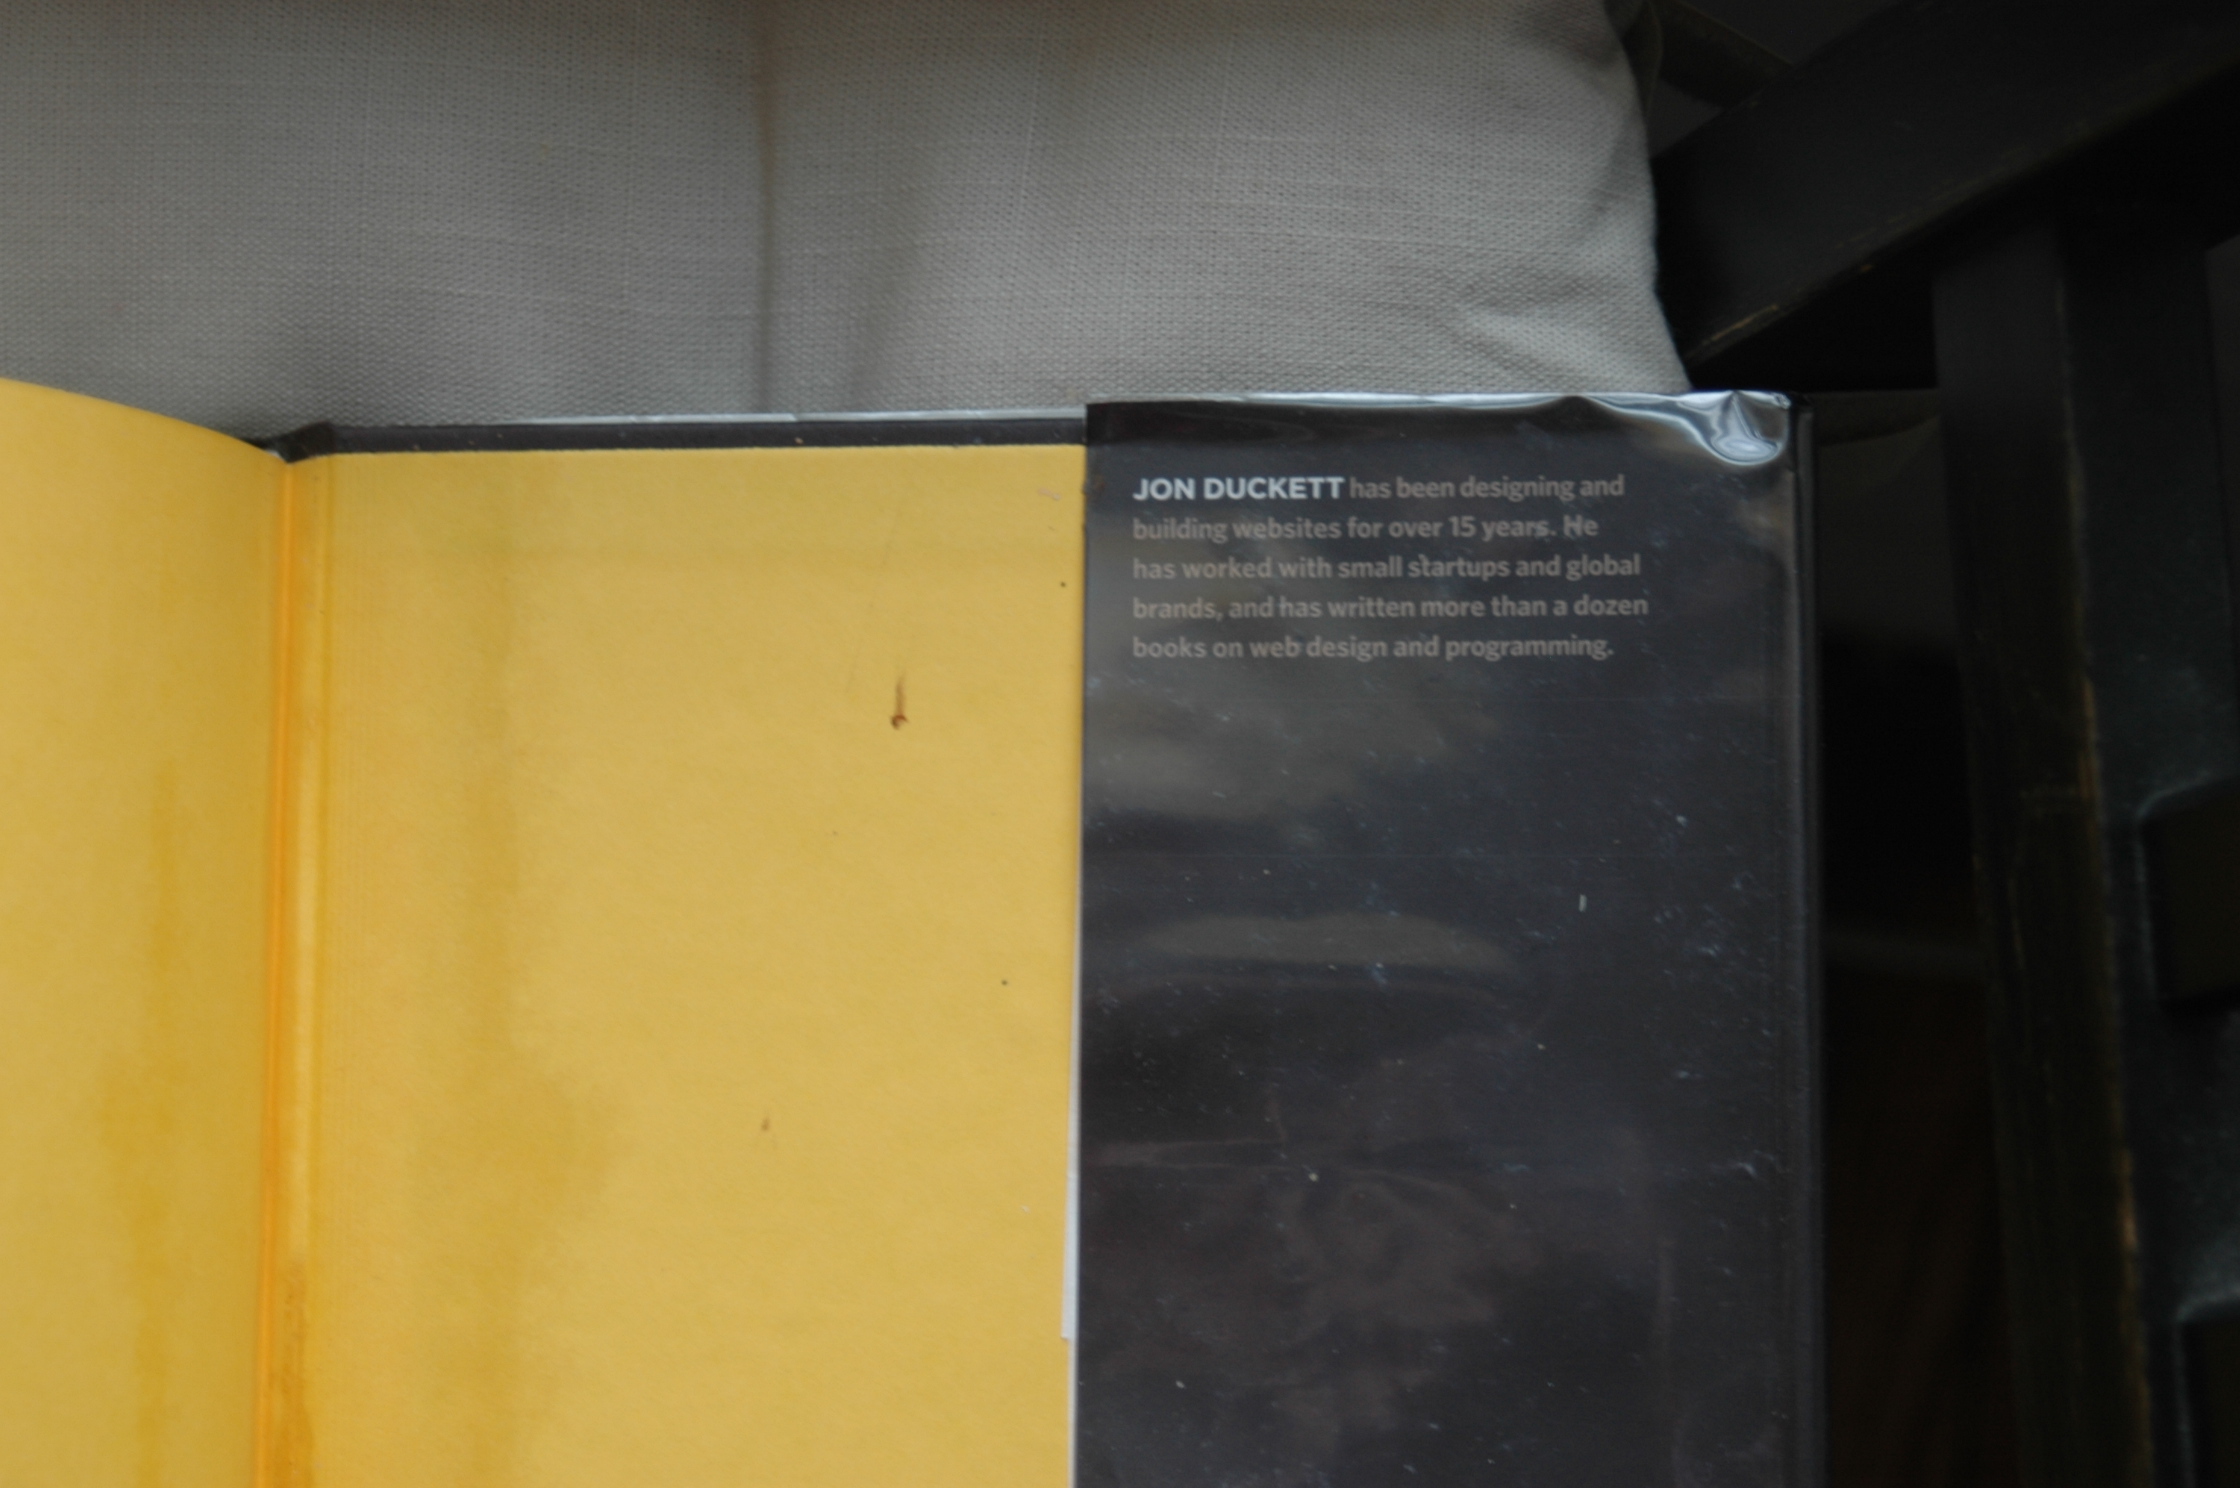 JON DUCKETT has been designing and
building websites for over 15 years. He
has worked with small startups and global
brands, and has written more than a dozen
books on web design and programming.